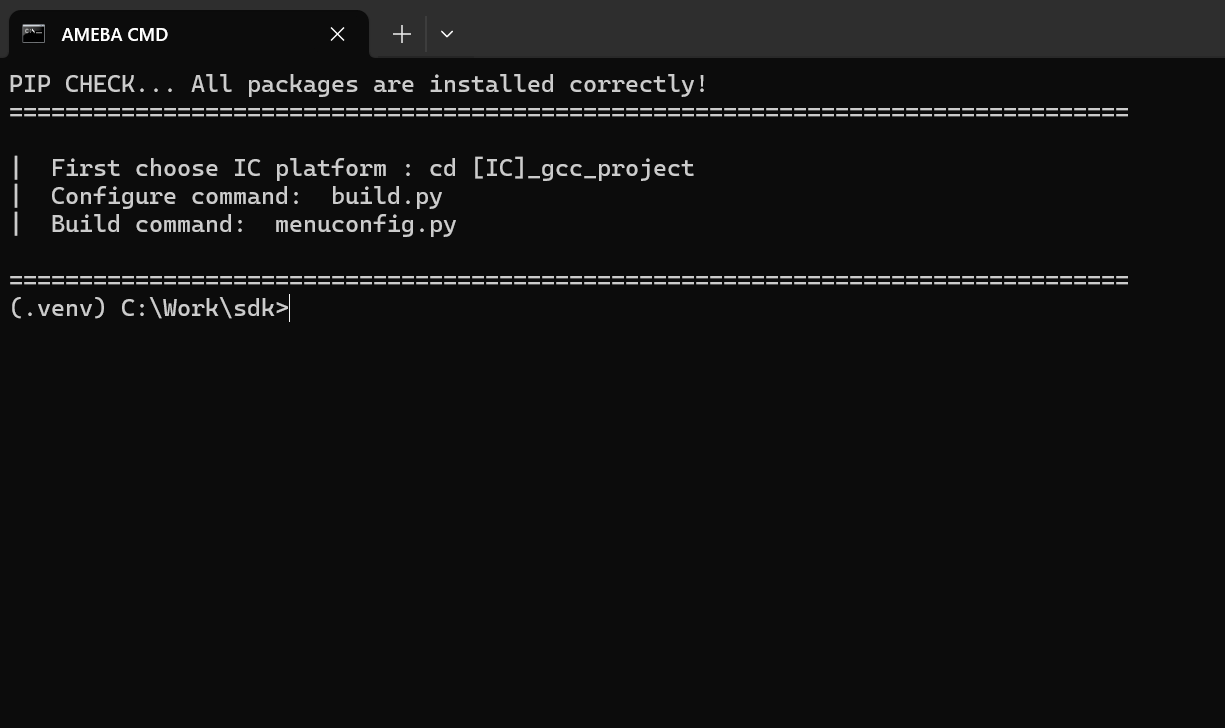 AMEBA CMD
PIP CHECK... All packages are installed correctly!
================================================================================
|  First choose IC platform : cd [IC]_gcc_project
|  Configure command:  build.py
|  Build command:  menuconfig.py
================================================================================
(.venv) C:\Work\sdk>